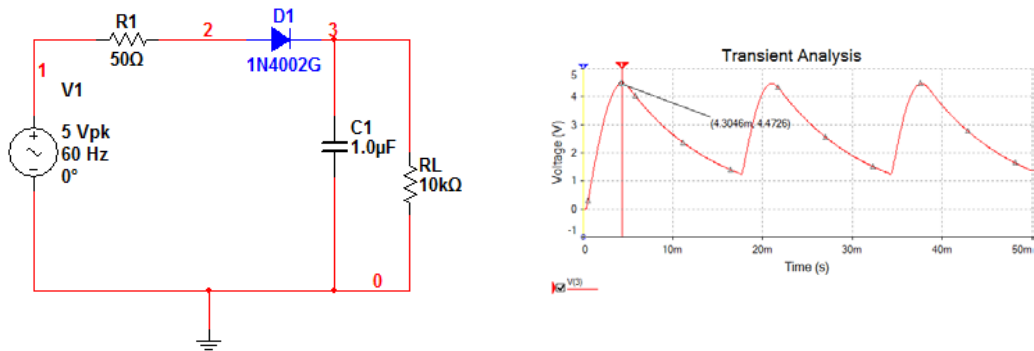 R1
50Ω
D1
1N4002G
1
2
3
0
V1
5 Vpk
60 Hz
0°
C1
1.0µF
RL
10kΩ
Transient Analysis
Voltage (V)
5
4
3
2
1
0
-1
(4.3046m, 4.4726)
0 10m 20m 30m 40m 50m
Time (s)
V(3)